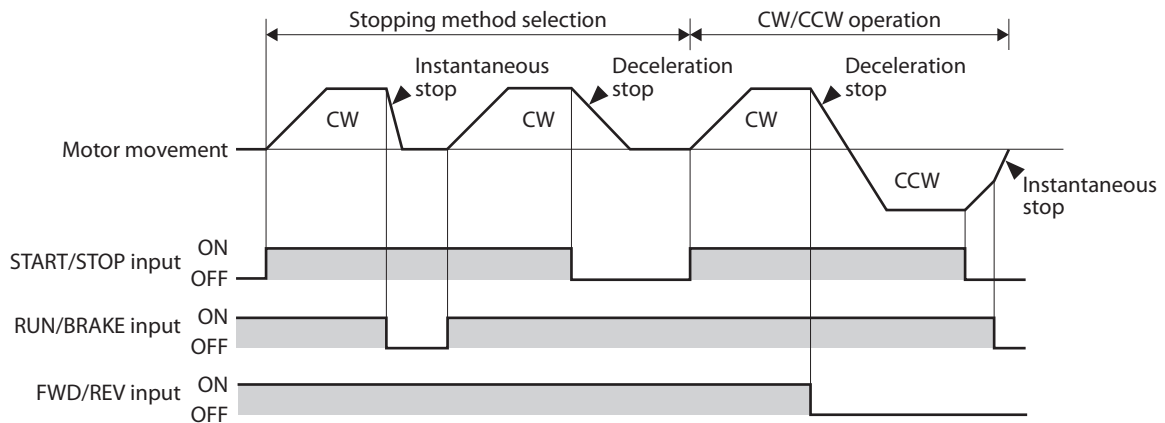 Stopping method selection
CW/CCW operation
Instantaneous
stop
Deceleration
stop
Deceleration
stop
CW
CW
CW
Motor movement
CCW
Instantaneous
stop
START/STOP input
ON
OFF
RUN/BRAKE input
ON
OFF
FWD/REV input
ON
OFF